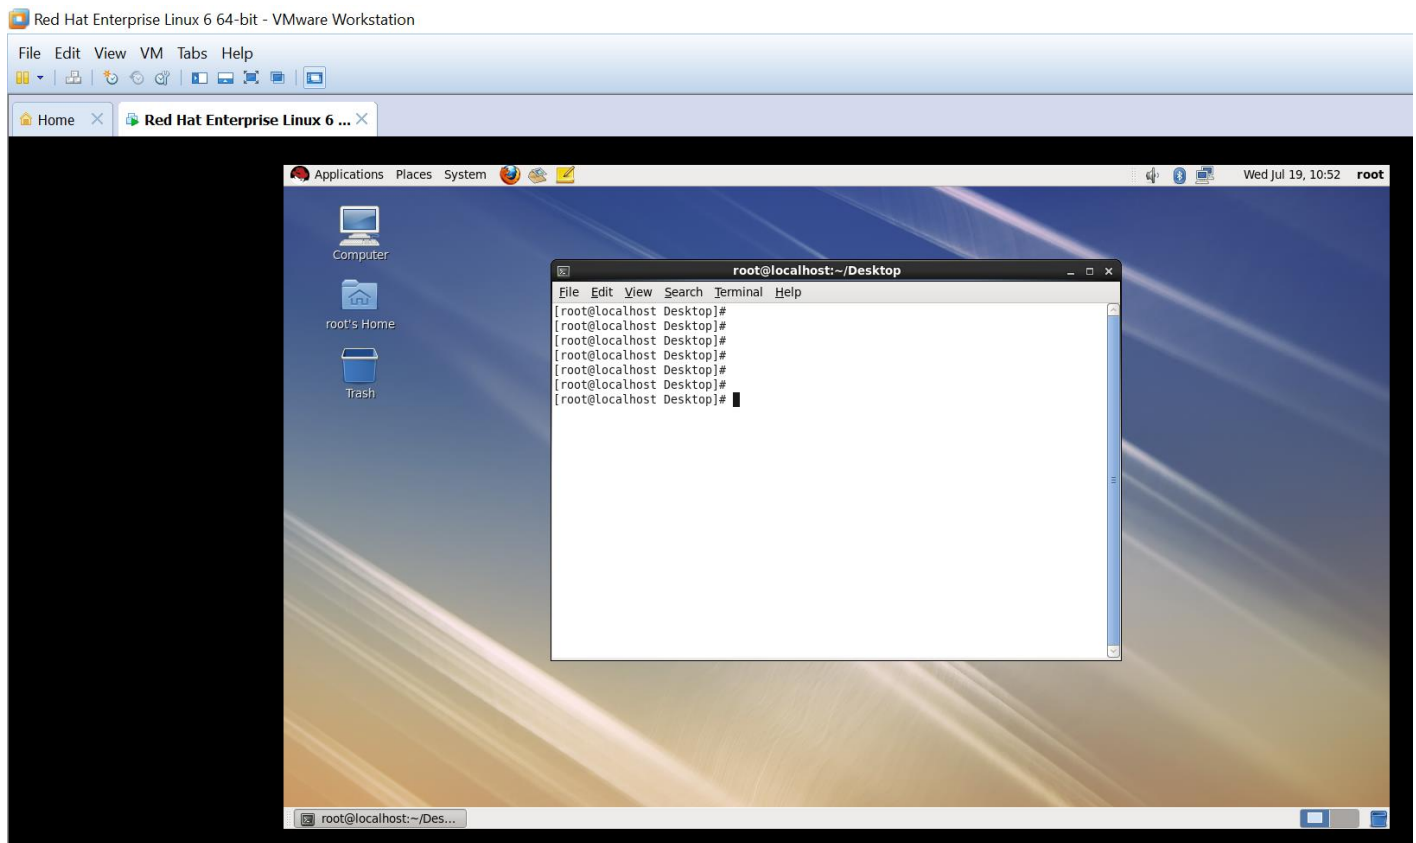 Red Hat Enterprise Linux 6 64-bit - VMware Workstation
File Edit View VM Tabs Help
Home Red Hat Enterprise Linux 6 ...
Applications Places System Wed Jul 19, 10:52 root
Computer
root's Home
Trash
root@localhost:~/Desktop
File Edit View Search Terminal Help
[root@localhost Desktop]#
[root@localhost Desktop]#
[root@localhost Desktop]#
[root@localhost Desktop]#
[root@localhost Desktop]#
[root@localhost Desktop]#
[root@localhost Desktop]#
root@localhost:~/Des...